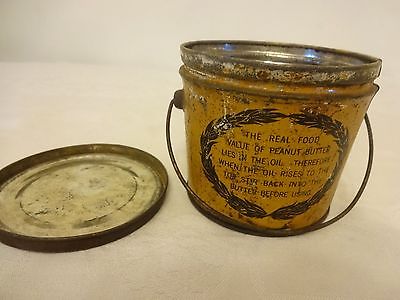 THE REAL FOOD
VALUE OF PEANUT BUTTER
LIES IN THE OIL. THEREFORE
WHEN THE OIL RISES TO THE
TOP STIR BACK INTO THE
BUTTER BEFORE USING